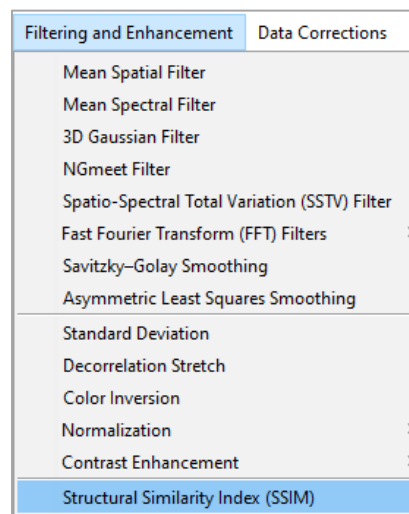 Filtering and Enhancement Data Corrections
Mean Spatial Filter
Mean Spectral Filter
3D Gaussian Filter
NGmeet Filter
Spatio-Spectral Total Variation (SSTV) Filter
Fast Fourier Transform (FFT) Filters
Savitzky–Golay Smoothing
Asymmetric Least Squares Smoothing
Standard Deviation
Decorrelation Stretch
Color Inversion
Normalization
Contrast Enhancement
Structural Similarity Index (SSIM)